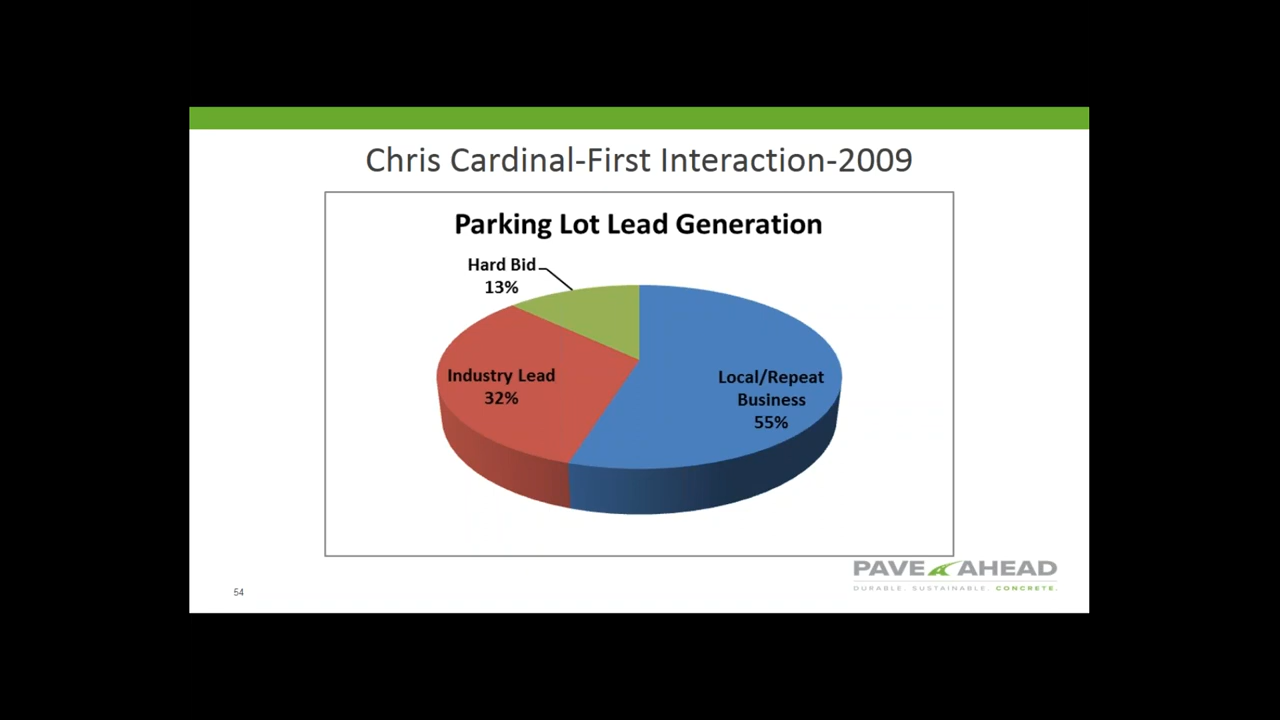 Chris Cardinal-First Interaction-2009
Parking Lot Lead Generation
Hard Bid
13%
Industry Lead
32%
Local/Repeat
Business
55%
PAVE AHEAD
DURABLE. SUSTAINABLE. CONCRETE.
54